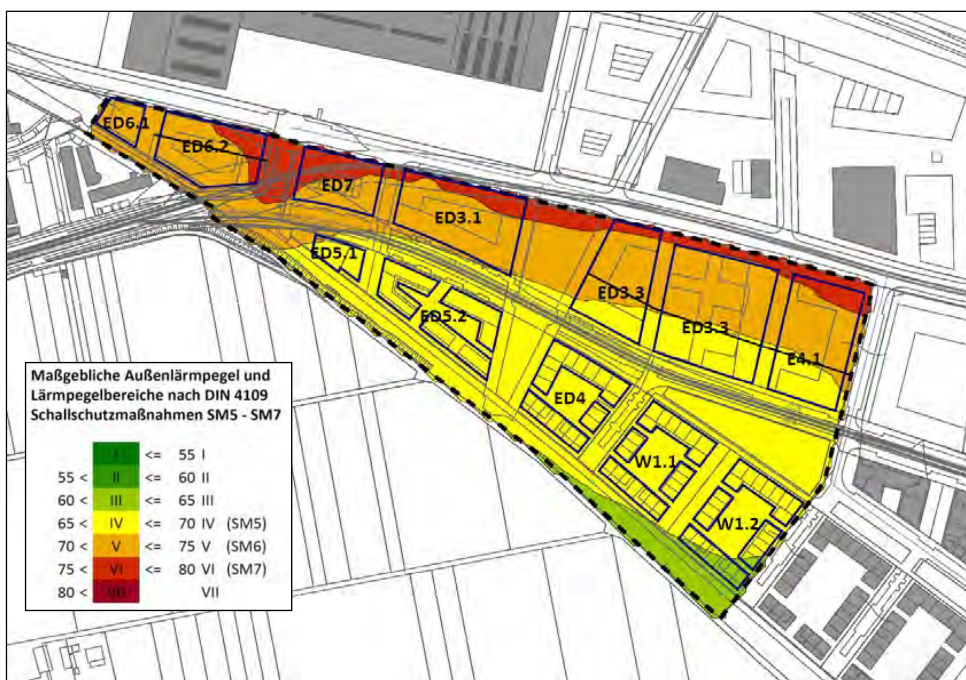 ED6.1
ED6.2
ED7
ED3.1
ED5.1
ED3.3
ED5.2
ED3.3
E4.1
ED4
W1.1
W1.2
Maßgebliche Außenlärmpegel und
Lärmpegelbereiche nach DIN 4109
Schallschutzmaßnahmen SM5 - SM7
I <= 55 I
55 < II <= 60 II
60 < III <= 65 III
65 < IV <= 70 IV (SM5)
70 < V <= 75 V (SM6)
75 < VI <= 80 VI (SM7)
80 < VII VII